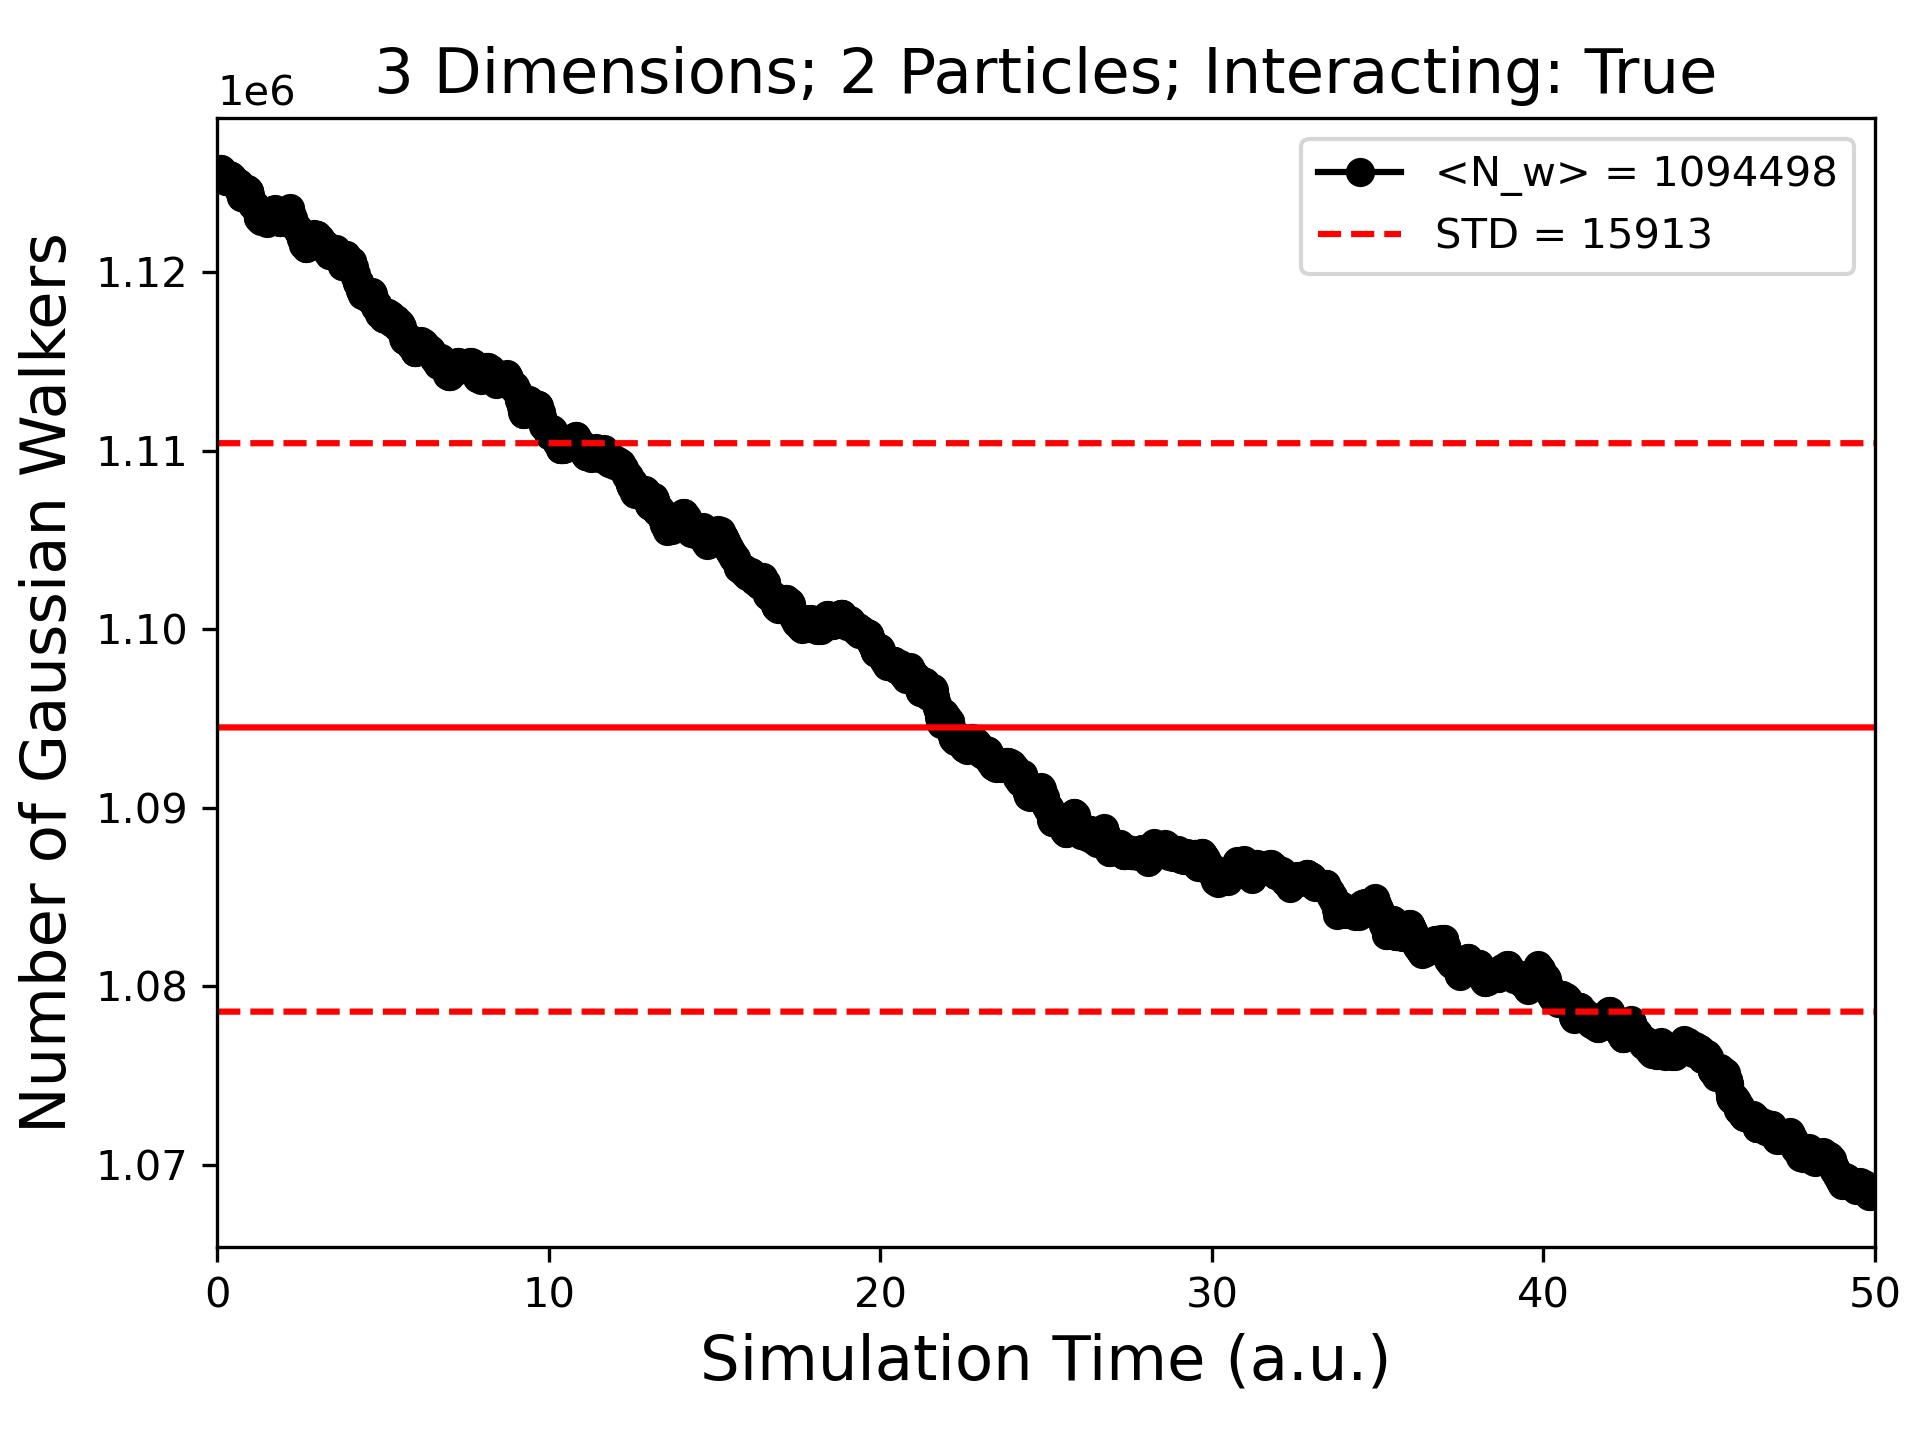 3 Dimensions; 2 Particles; Interacting: True
1e6
<N_w> = 1094498
STD = 15913
Number of Gaussian Walkers
1.12
1.11
1.10
1.09
1.08
1.07
0 10 20 30 40 50
Simulation Time (a.u.)